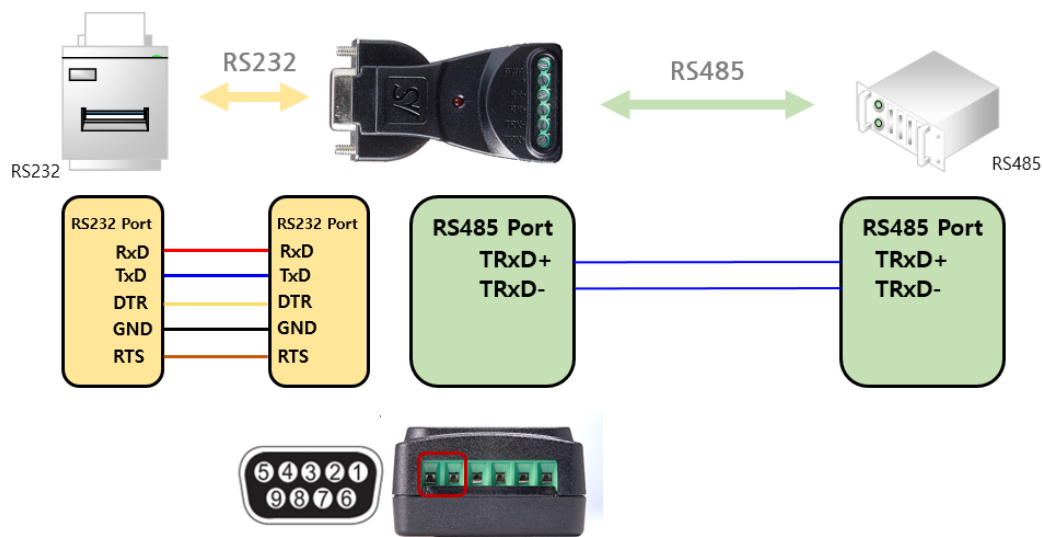 RS232
RS485
RS232
RS485
RS232 Port
RxD
TxD
DTR
GND
RTS
RS232 Port
RxD
TxD
DTR
GND
RTS
RS485 Port
TRxD+
TRxD-
RS485 Port
TRxD+
TRxD-
5 4 3 2 1
9 8 7 6